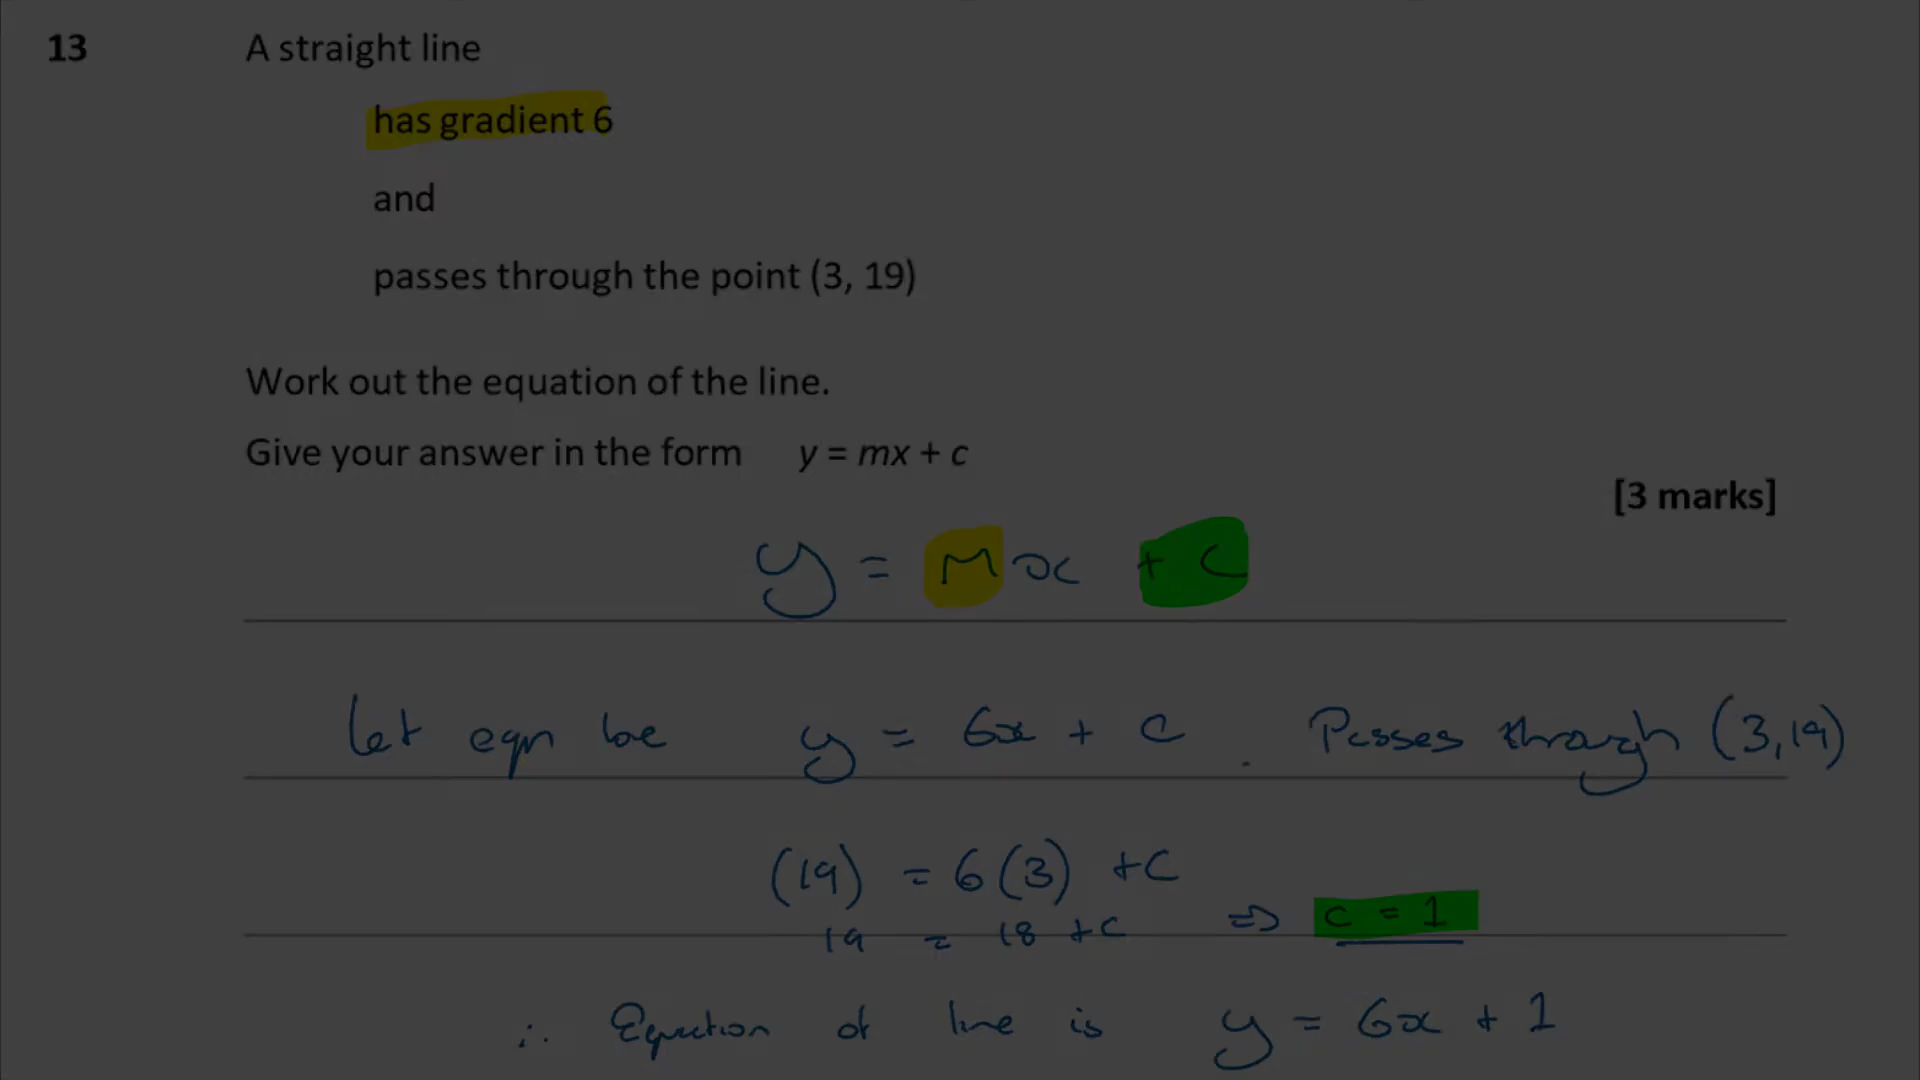 13 A straight line
has gradient 6
and
passes through the point (3, 19)
Work out the equation of the line.
Give your answer in the form y = mx + c
[3 marks]
y = mx + c
Let eqn be y = 6x + c . Passes through (3,19)
(19) = 6(3) + c
19 = 18 + c ⇒ c = 1
∴ Equation of line is y = 6x + 1